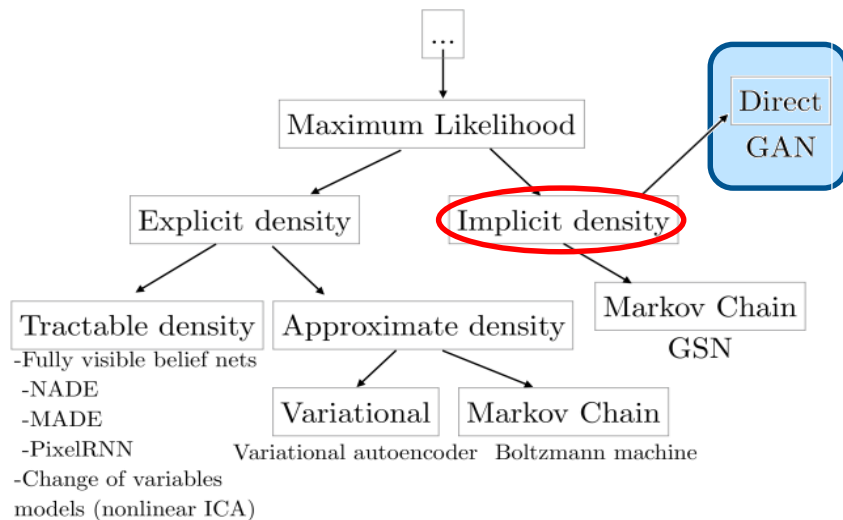 ...
Direct
GAN
Maximum Likelihood
Explicit density
Implicit density
Tractable density
Approximate density
Markov Chain
GSN
-Fully visible belief nets
-NADE
-MADE
-PixelRNN
-Change of variables
models (nonlinear ICA)
Variational
Markov Chain
Variational autoencoder
Boltzmann machine